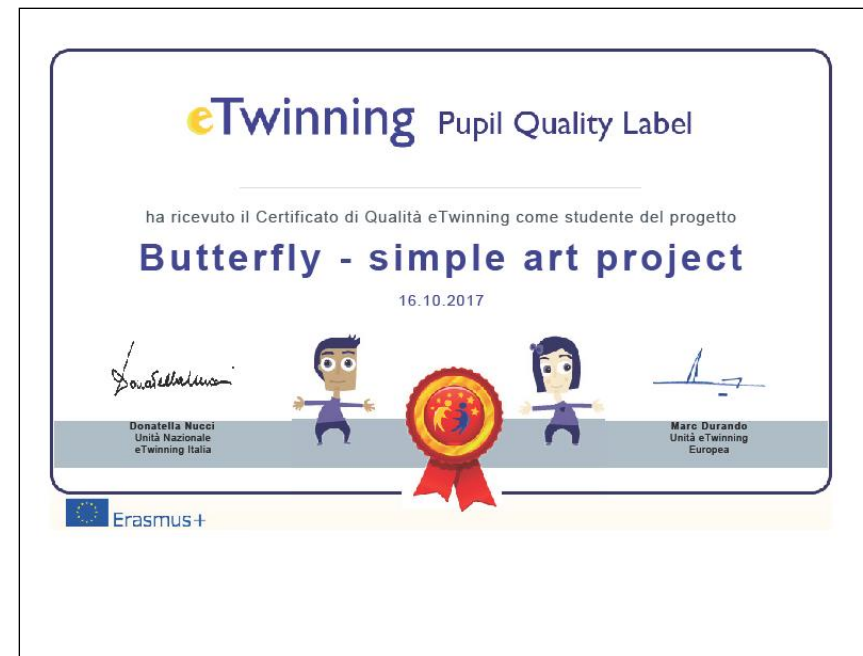 eTwinning Pupil Quality Label
ha ricevuto il Certificato di Qualità eTwinning come studente del progetto
Butterfly - simple art project
16.10.2017
Donatella Nucci
Unità Nazionale
eTwinning Italia
Marc Durando
Unità eTwinning
Europea
Erasmus+